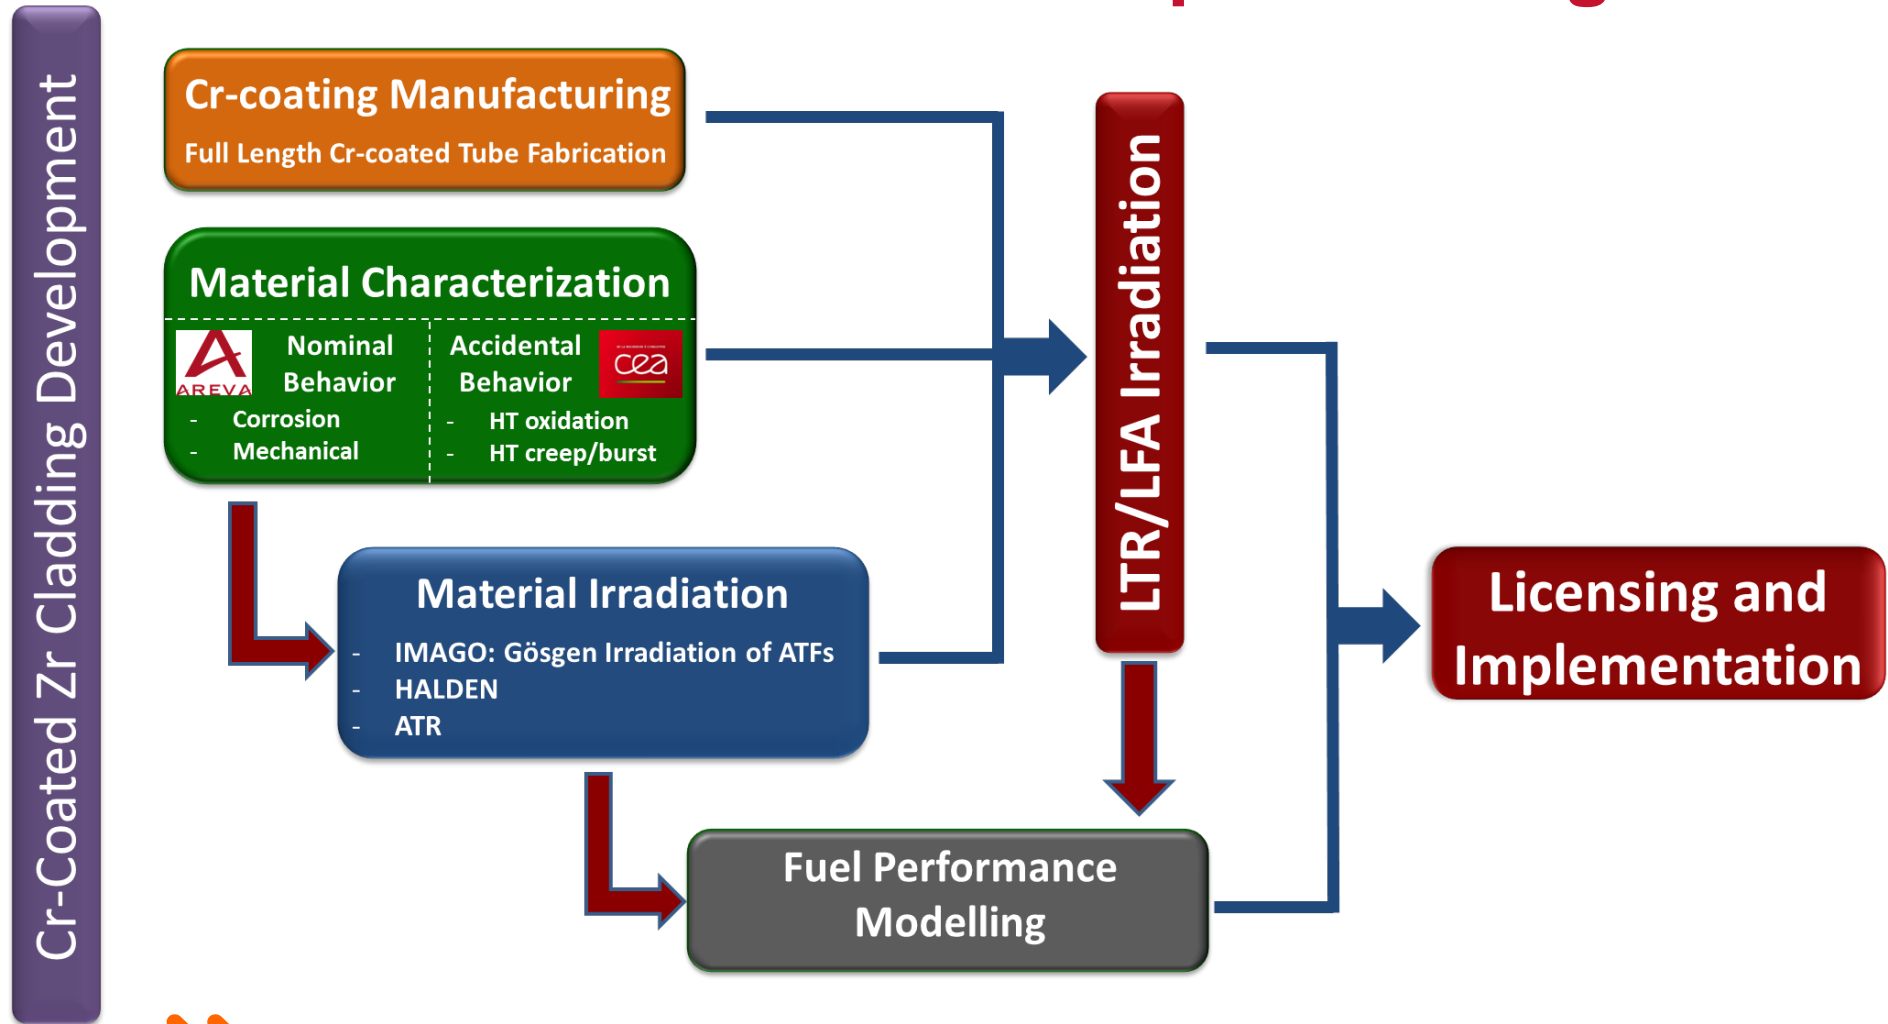 Cr-Coated Zr Cladding Development
Cr-coating Manufacturing
Full Length Cr-coated Tube Fabrication
Material Characterization
AREVA
Nominal
Behavior
- Corrosion
- Mechanical
Accidental
Behavior
cea
- HT oxidation
- HT creep/burst
Material Irradiation
- IMAGO: Gösgen Irradiation of ATFs
- HALDEN
- ATR
LTR/LFA Irradiation
Fuel Performance
Modelling
Licensing and
Implementation